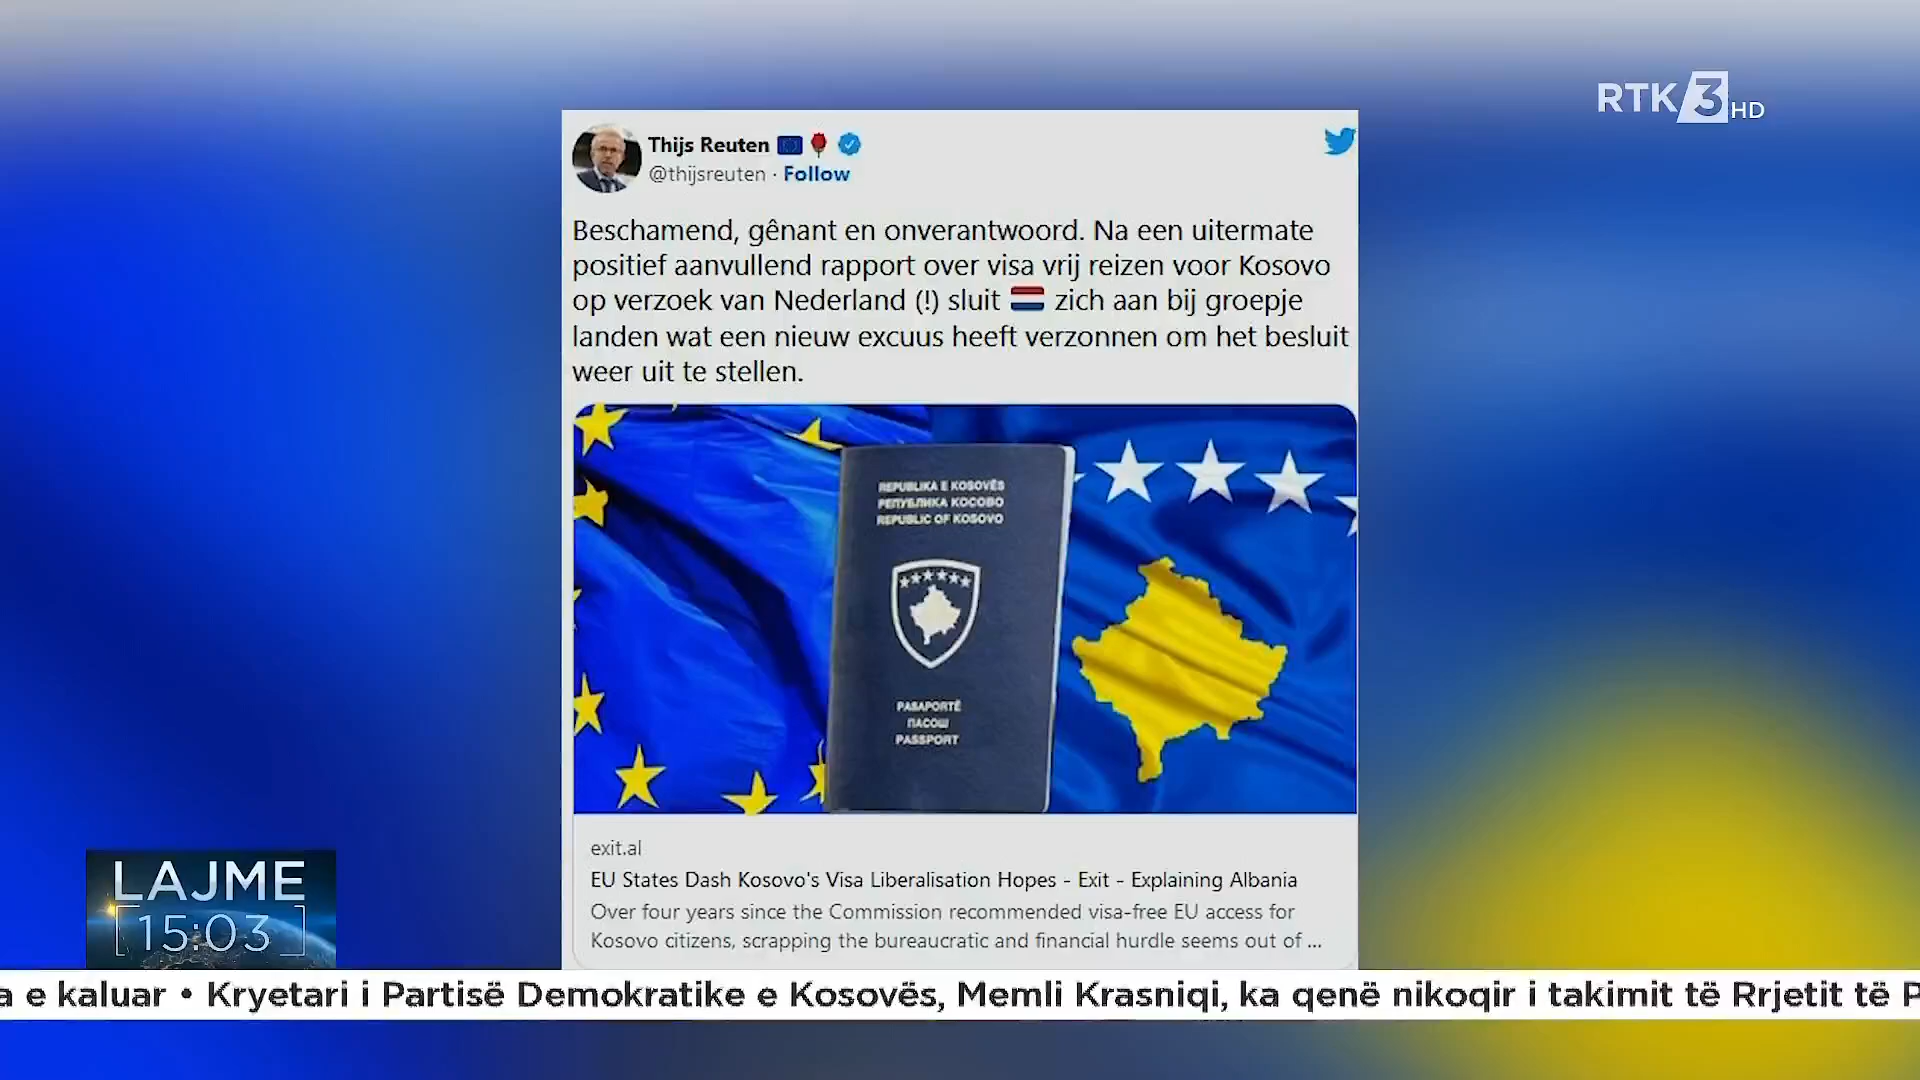 RTK 3 HD
Thijs Reuten
@thijsreuten · Follow
Beschamend, gênant en onverantwoord. Na een uitermate
positief aanvullend rapport over visa vrij reizen voor Kosovo
op verzoek van Nederland (!) sluit 🇳🇱 zich aan bij groepje
landen wat een nieuw excuus heeft verzonnen om het besluit
weer uit te stellen.
REPUBLIKA E KOSOVËS
РЕПУБЛИКА КОСОВО
REPUBLIC OF KOSOVO
PASAPORTË
ПАСОШ
PASSPORT
exit.al
EU States Dash Kosovo's Visa Liberalisation Hopes - Exit - Explaining Albania
Over four years since the Commission recommended visa-free EU access for
Kosovo citizens, scrapping the bureaucratic and financial hurdle seems out of ...
LAJME
15:03
a e kaluar • Kryetari i Partisë Demokratike e Kosovës, Memli Krasniqi, ka qenë nikoqir i takimit të Rrjetit të P